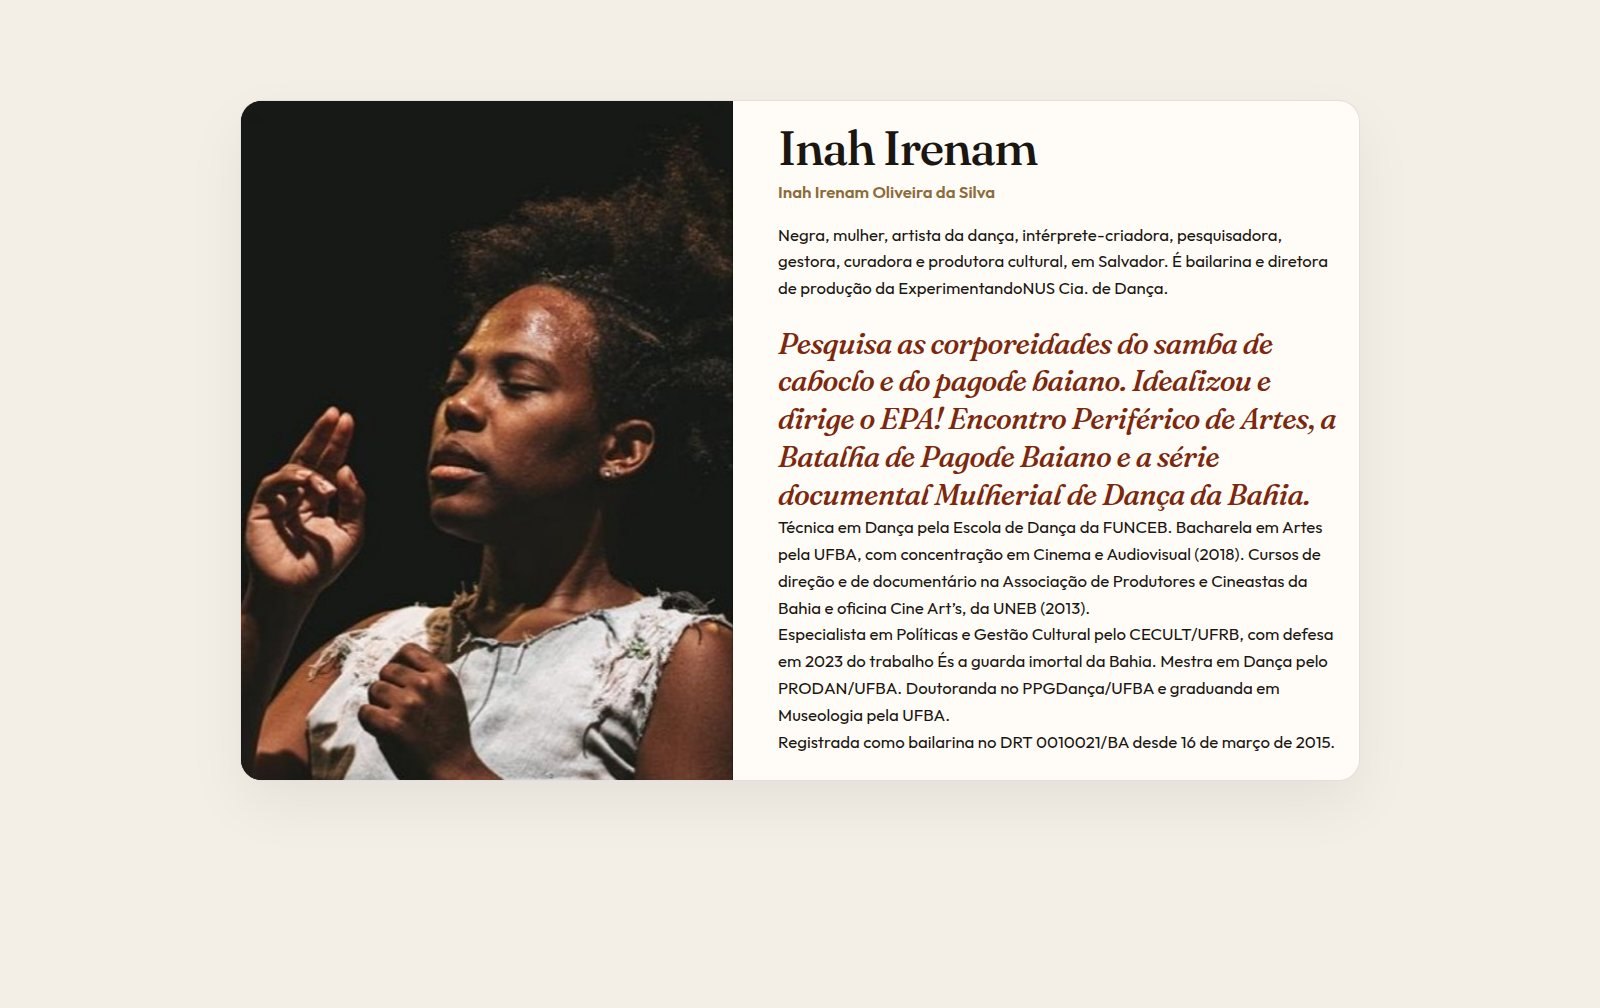 Inah Irenam
Inah Irenam Oliveira da Silva
Negra, mulher, artista da dança, intérprete-criadora, pesquisadora,
gestora, curadora e produtora cultural, em Salvador. É bailarina e diretora
de produção da ExperimentandoNUS Cia. de Dança.
Pesquisa as corporeidades do samba de
caboclo e do pagode baiano. Idealizou e
dirige o EPA! Encontro Periférico de Artes, a
Batalha de Pagode Baiano e a série
documental Mulherial de Dança da Bahia.
Técnica em Dança pela Escola de Dança da FUNCEB. Bacharela em Artes
pela UFBA, com concentração em Cinema e Audiovisual (2018). Cursos de
direção e de documentário na Associação de Produtores e Cineastas da
Bahia e oficina Cine Art’s, da UNEB (2013).
Especialista em Políticas e Gestão Cultural pelo CECULT/UFRB, com defesa
em 2023 do trabalho És a guarda imortal da Bahia. Mestra em Dança pelo
PRODAN/UFBA. Doutoranda no PPGDança/UFBA e graduanda em
Museologia pela UFBA.
Registrada como bailarina no DRT 0010021/BA desde 16 de março de 2015.